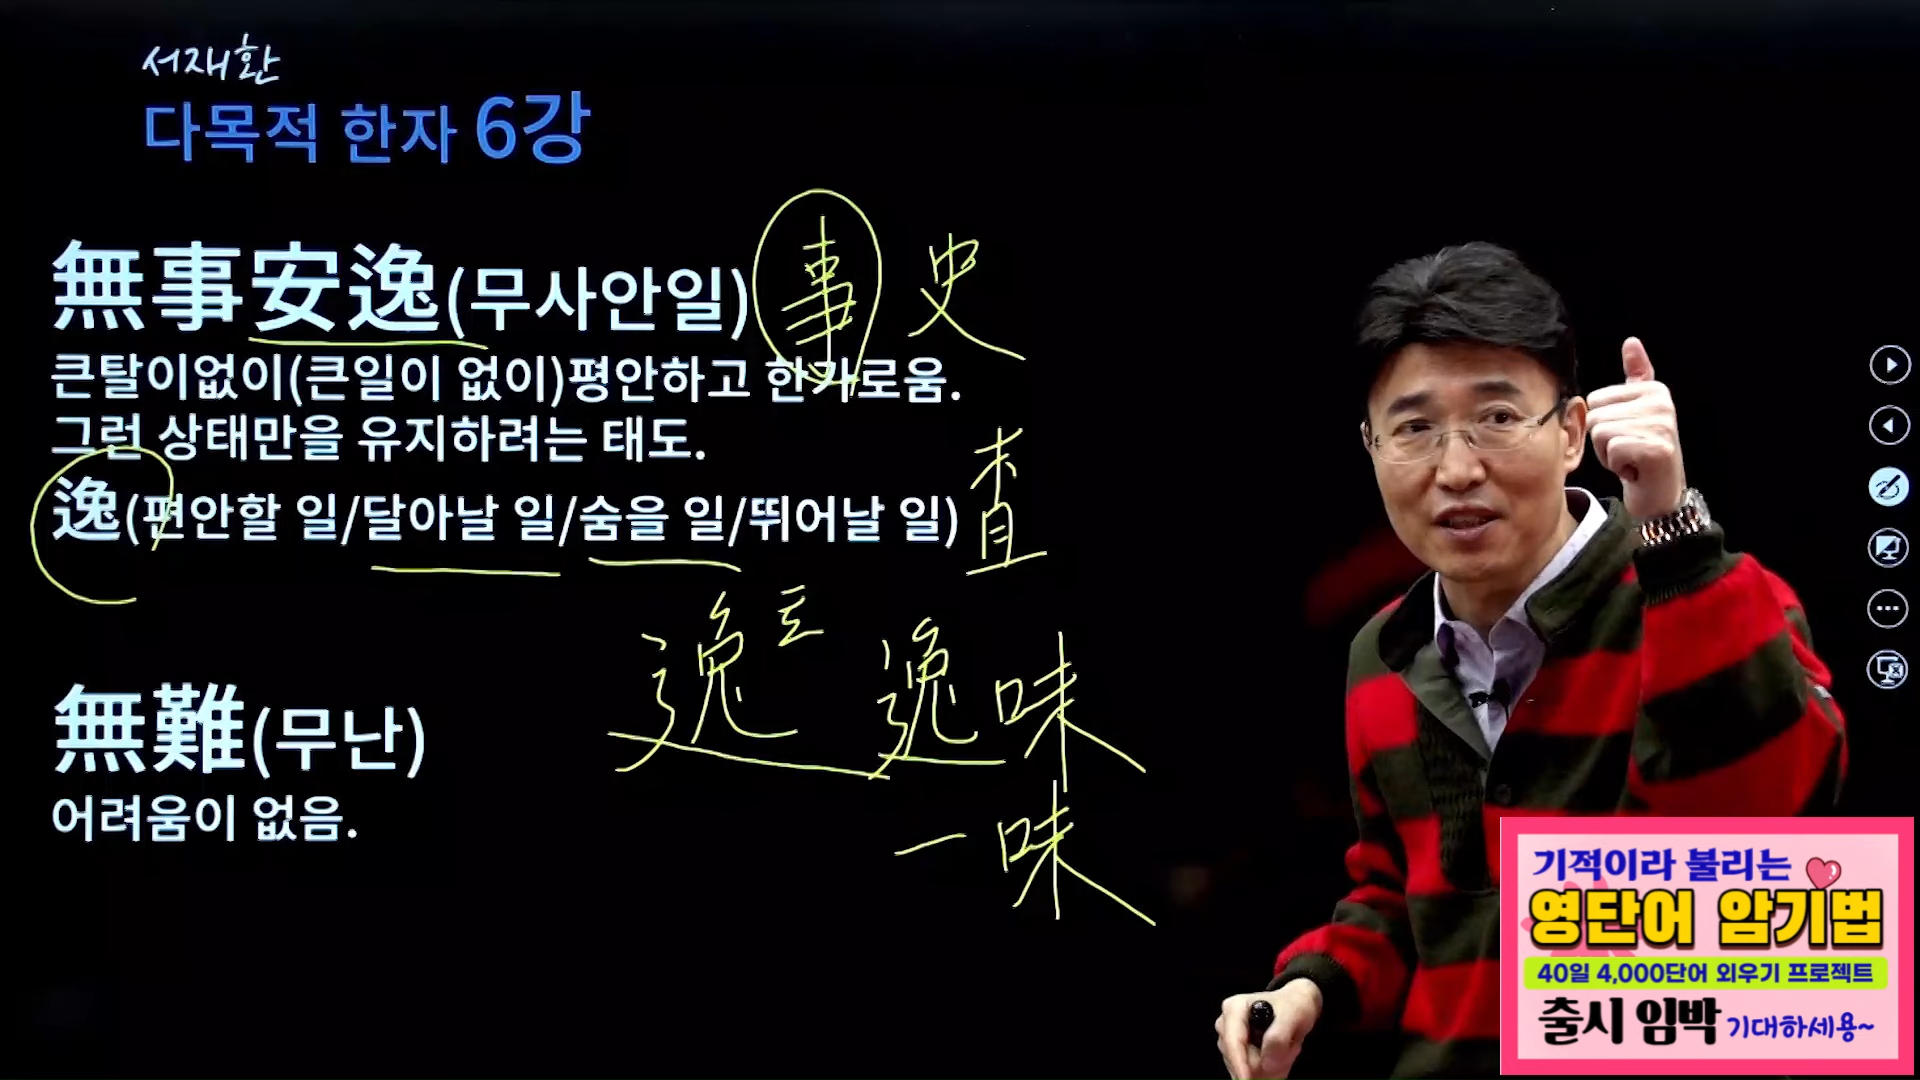 서재환
다목적 한자 6강
無事安逸(무사안일)
事 史
큰탈이없이(큰일이 없이)평안하고 한가로움.
그런 상태만을 유지하려는 태도.
逸(편안할 일/달아날 일/숨을 일/뛰어날 일)
査
逸
逸味
一味
無難(무난)
어려움이 없음.
기적이라 불리는
영단어 암기법
40일 4,000단어 외우기 프로젝트
출시 임박 기대하세용~